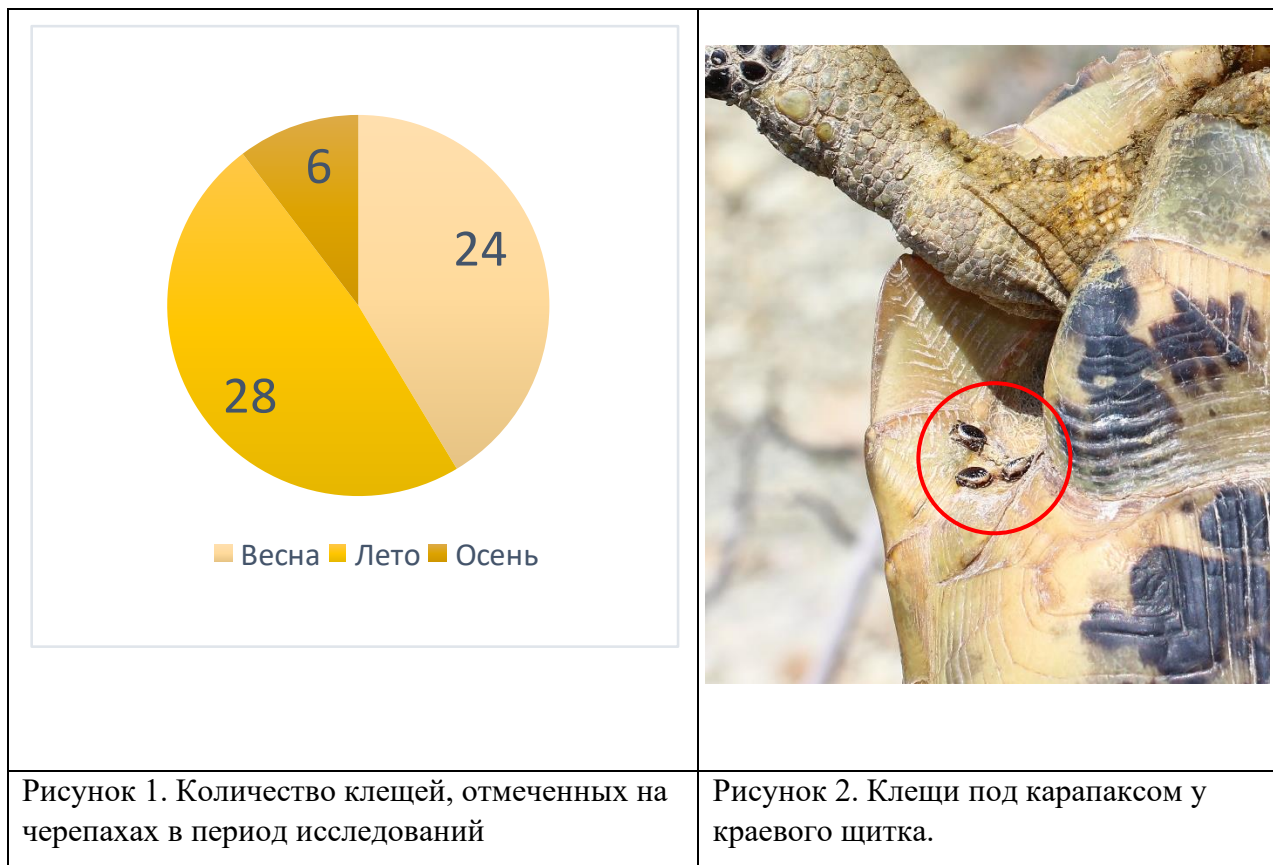 6
24
28
Весна Лето Осень
Рисунок 1. Количество клещей, отмеченных на
черепахах в период исследований
Рисунок 2. Клещи под карапаксом у
краевого щитка.